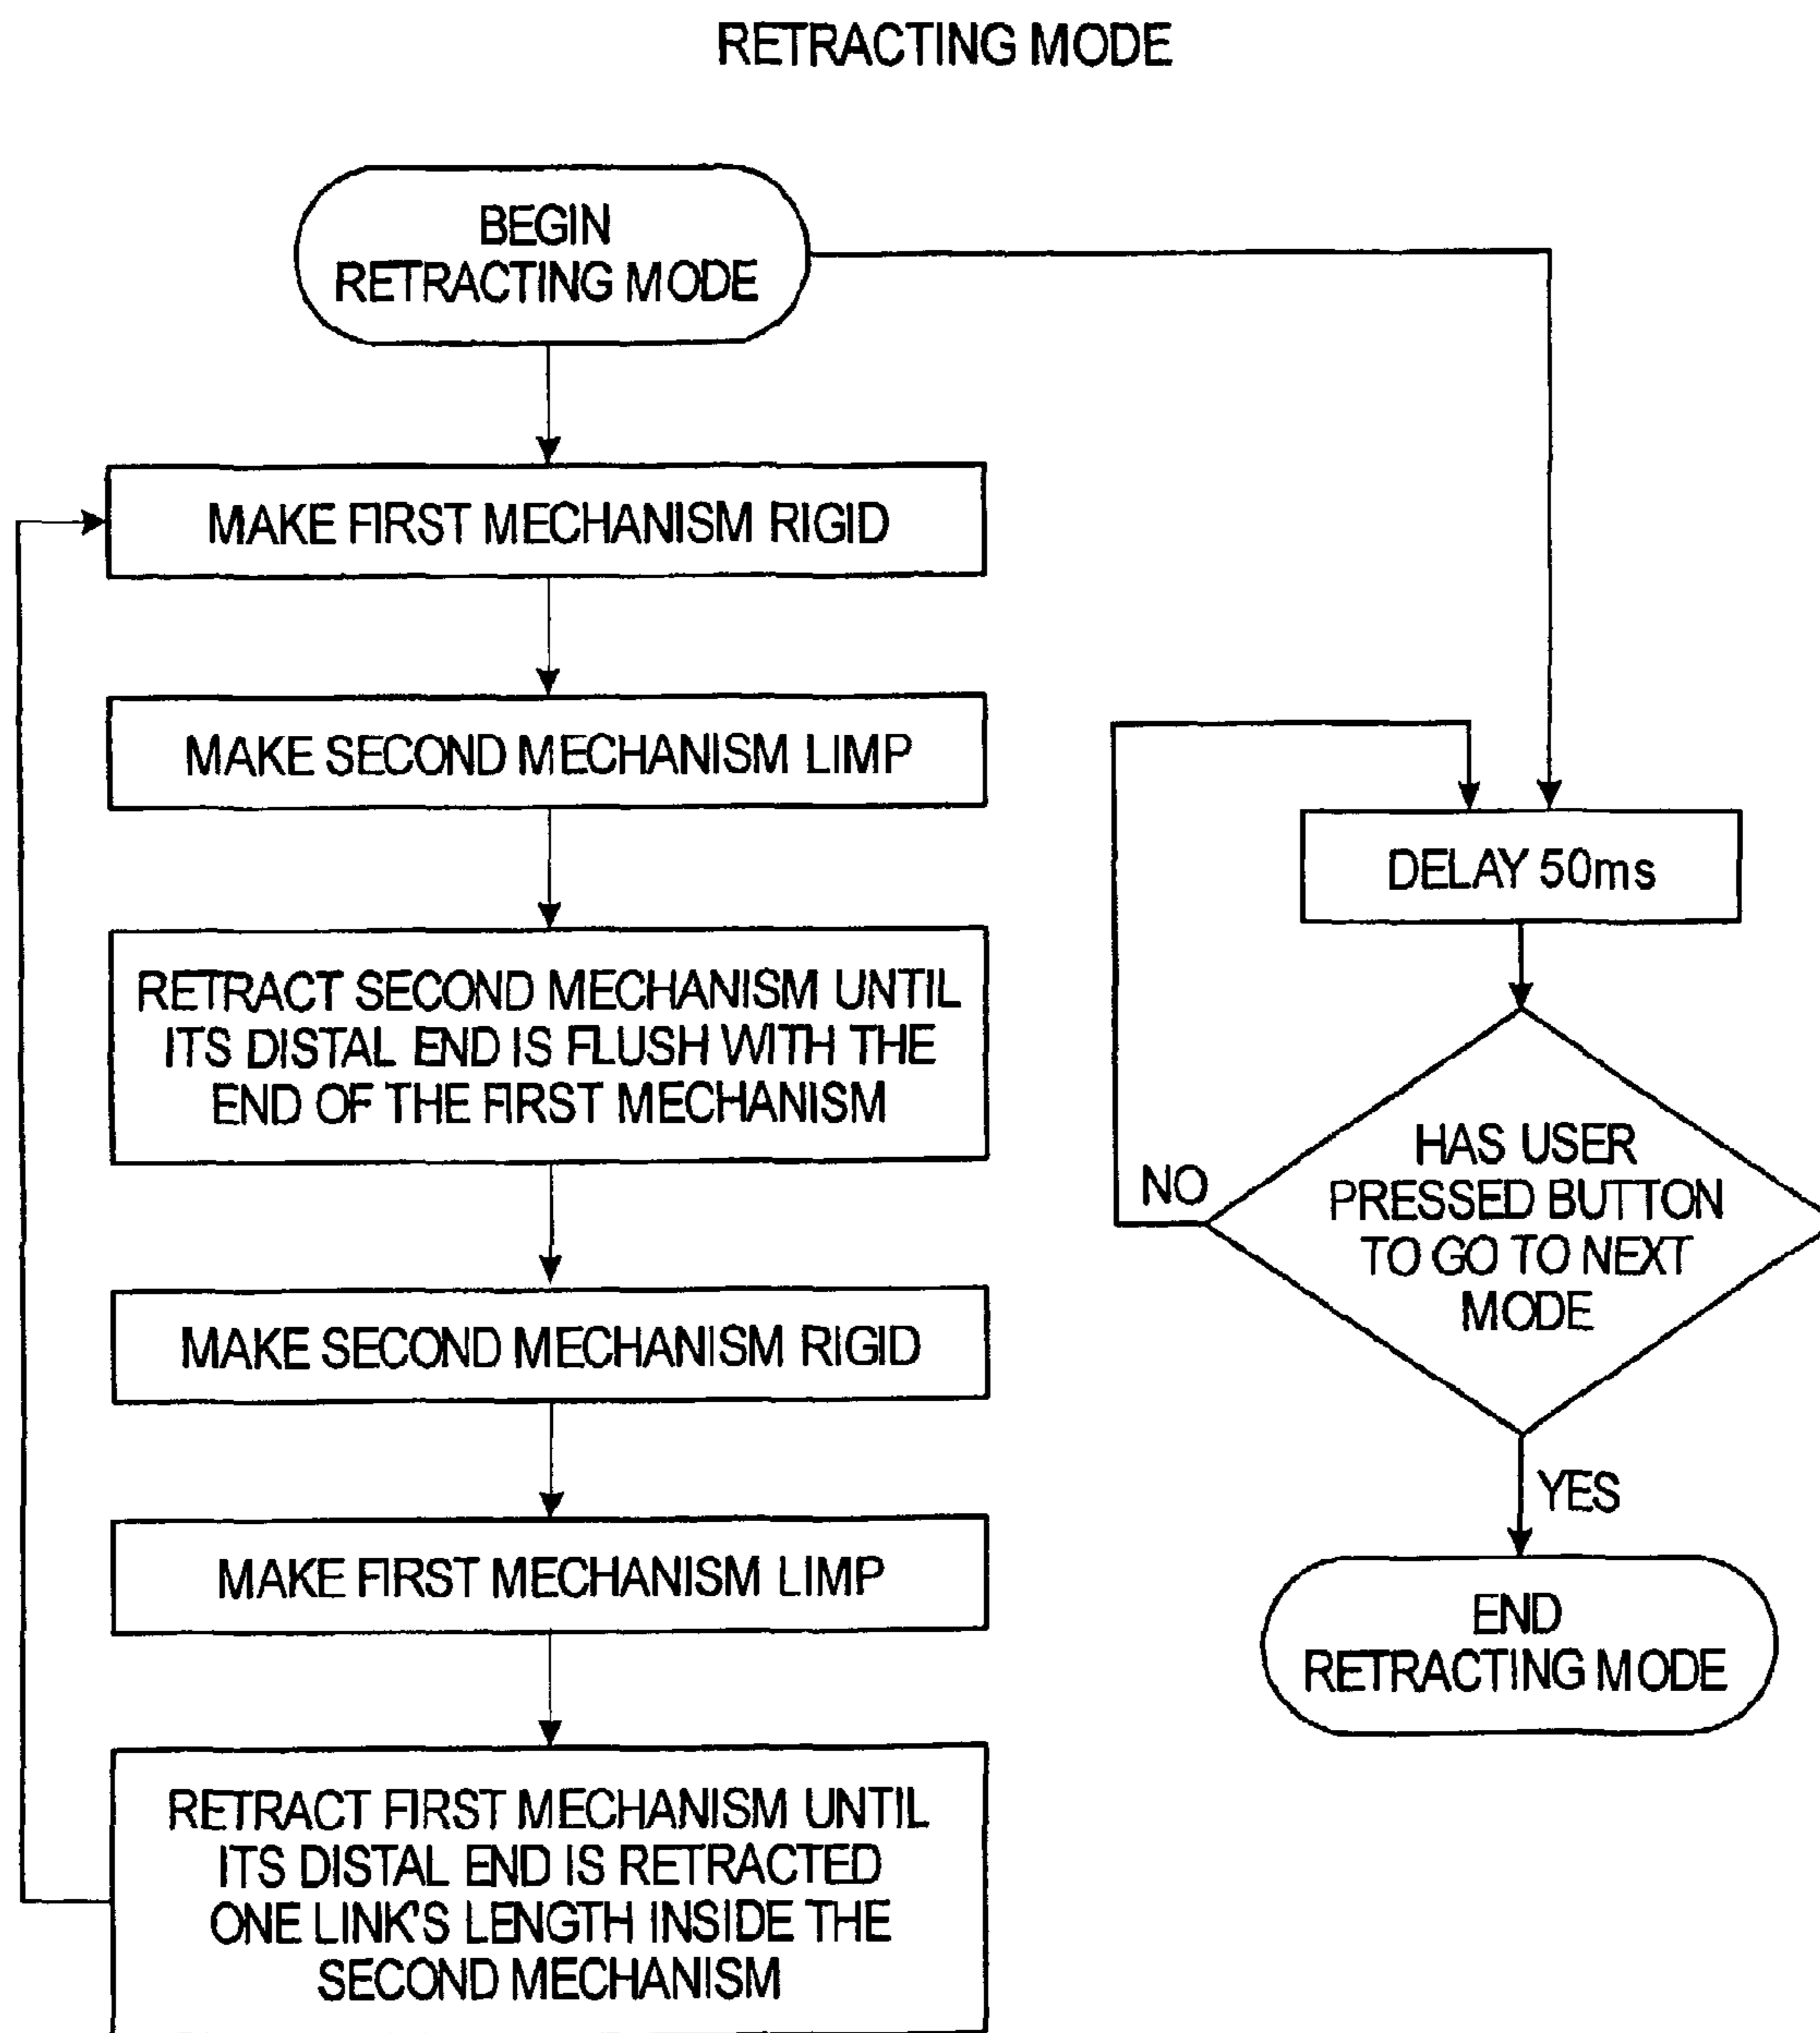 RETRACTING MODE
BEGIN
RETRACTING MODE
MAKE FIRST MECHANISM RIGID
MAKE SECOND MECHANISM LIMP
RETRACT SECOND MECHANISM UNTIL
ITS DISTAL END IS FLUSH WITH THE
END OF THE FIRST MECHANISM
MAKE SECOND MECHANISM RIGID
MAKE FIRST MECHANISM LIMP
RETRACT FIRST MECHANISM UNTIL
ITS DISTAL END IS RETRACTED
ONE LINK'S LENGTH INSIDE THE
SECOND MECHANISM
DELAY 50ms
HAS USER
PRESSED BUTTON
TO GO TO NEXT
MODE
NO
YES
END
RETRACTING MODE